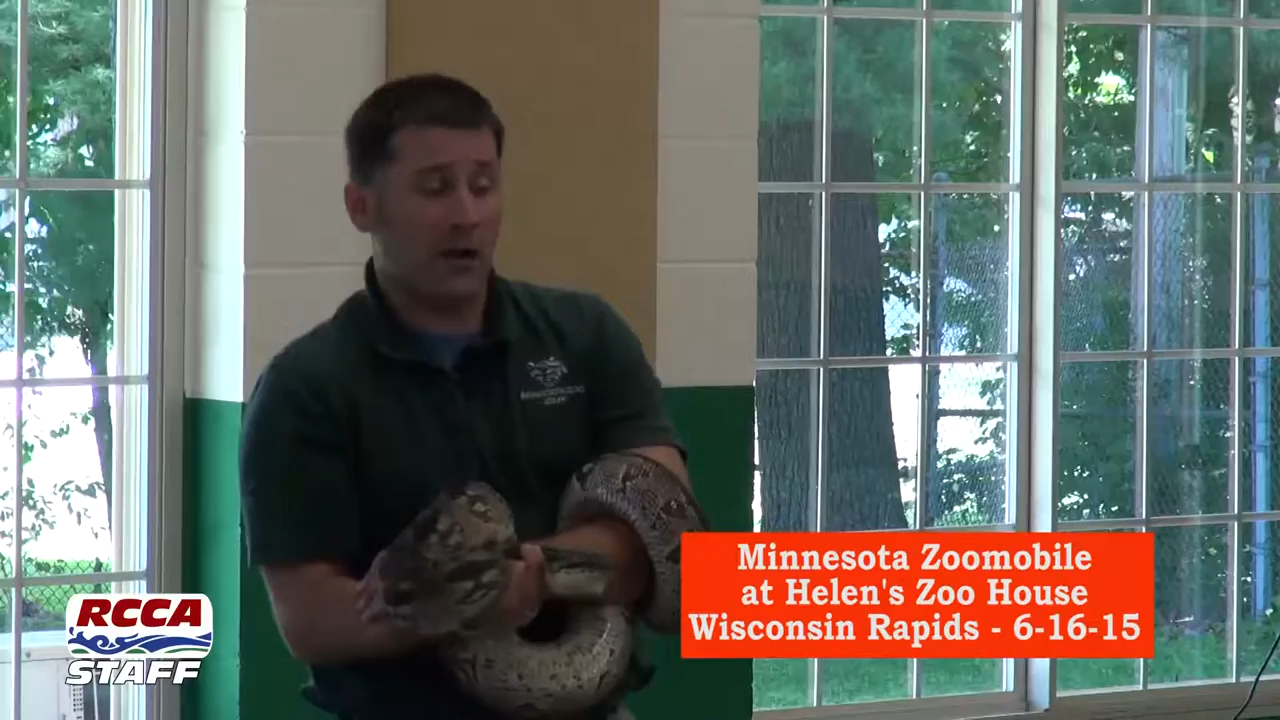 Minnesota Zoomobile
at Helen's Zoo House
Wisconsin Rapids - 6-16-15
RCCA
STAFF